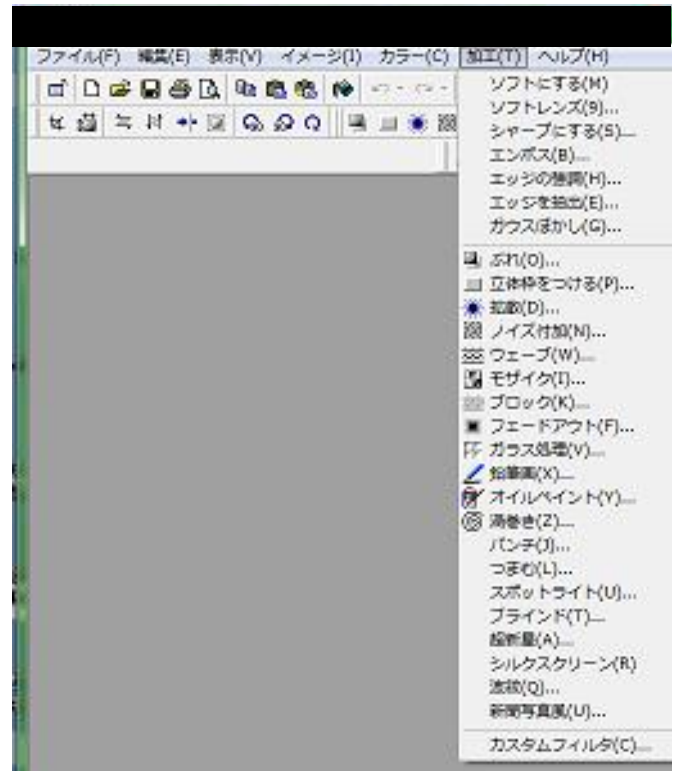 ファイル(F) 編集(E) 表示(V) イメージ(I) カラー(C) 加工(T) ヘルプ(H)
ソフトにする(M)
ソフトレンズ(9)...
シャープにする(S)...
エンボス(B)...
エッジの強調(H)...
エッジを抽出(E)...
ガウスぼかし(G)...
ぶれ(O)...
立体枠をつける(P)...
拡散(D)...
ノイズ付加(N)...
ウェーブ(W)...
モザイク(I)...
ブロック(K)...
フェードアウト(F)...
ガラス処理(V)...
鉛筆画(X)...
オイルペイント(Y)...
渦巻き(Z)...
パンチ(J)...
つまむ(L)...
スポットライト(U)...
ブラインド(T)...
超新星(A)...
シルクスクリーン(R)
波紋(Q)...
新聞写真風(U)...
カスタムフィルタ(C)...